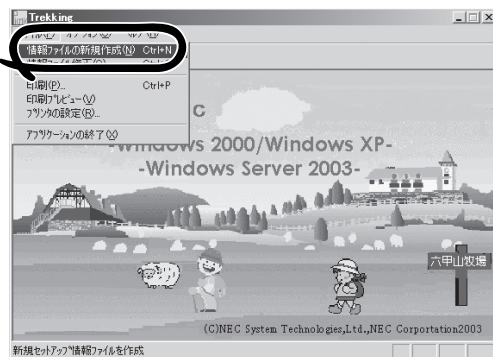 Trekking
情報ファイルの新規作成(N) Ctrl+N
印刷(P)... Ctrl+P
印刷プレビュー(V)
プリンタの設定(R)...
アプリケーションの終了(X)
C
-Windows 2000/Windows XP-
-Windows Server 2003-
六甲山牧場
(C)NEC System Technologies,Ltd.,NEC Corportation2003
新規セットアップ情報ファイルを作成